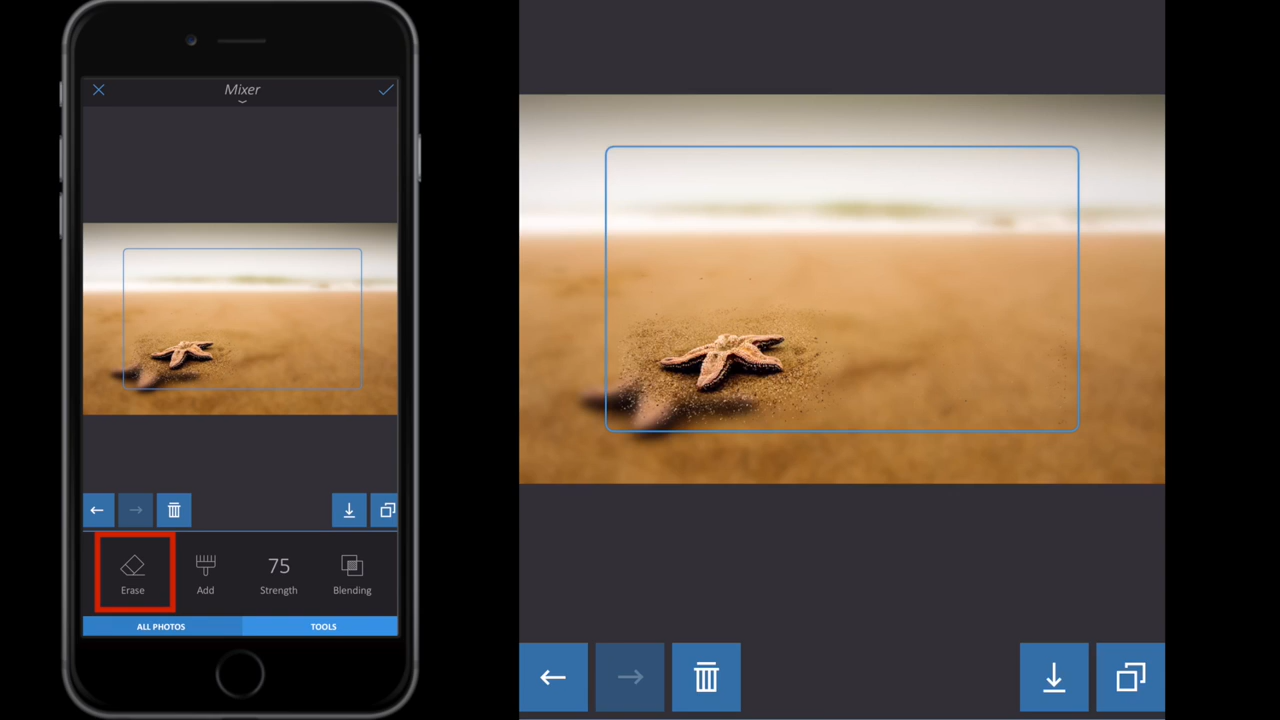 Mixer
75
Erase
Add
Strength
Blending
ALL PHOTOS
TOOLS